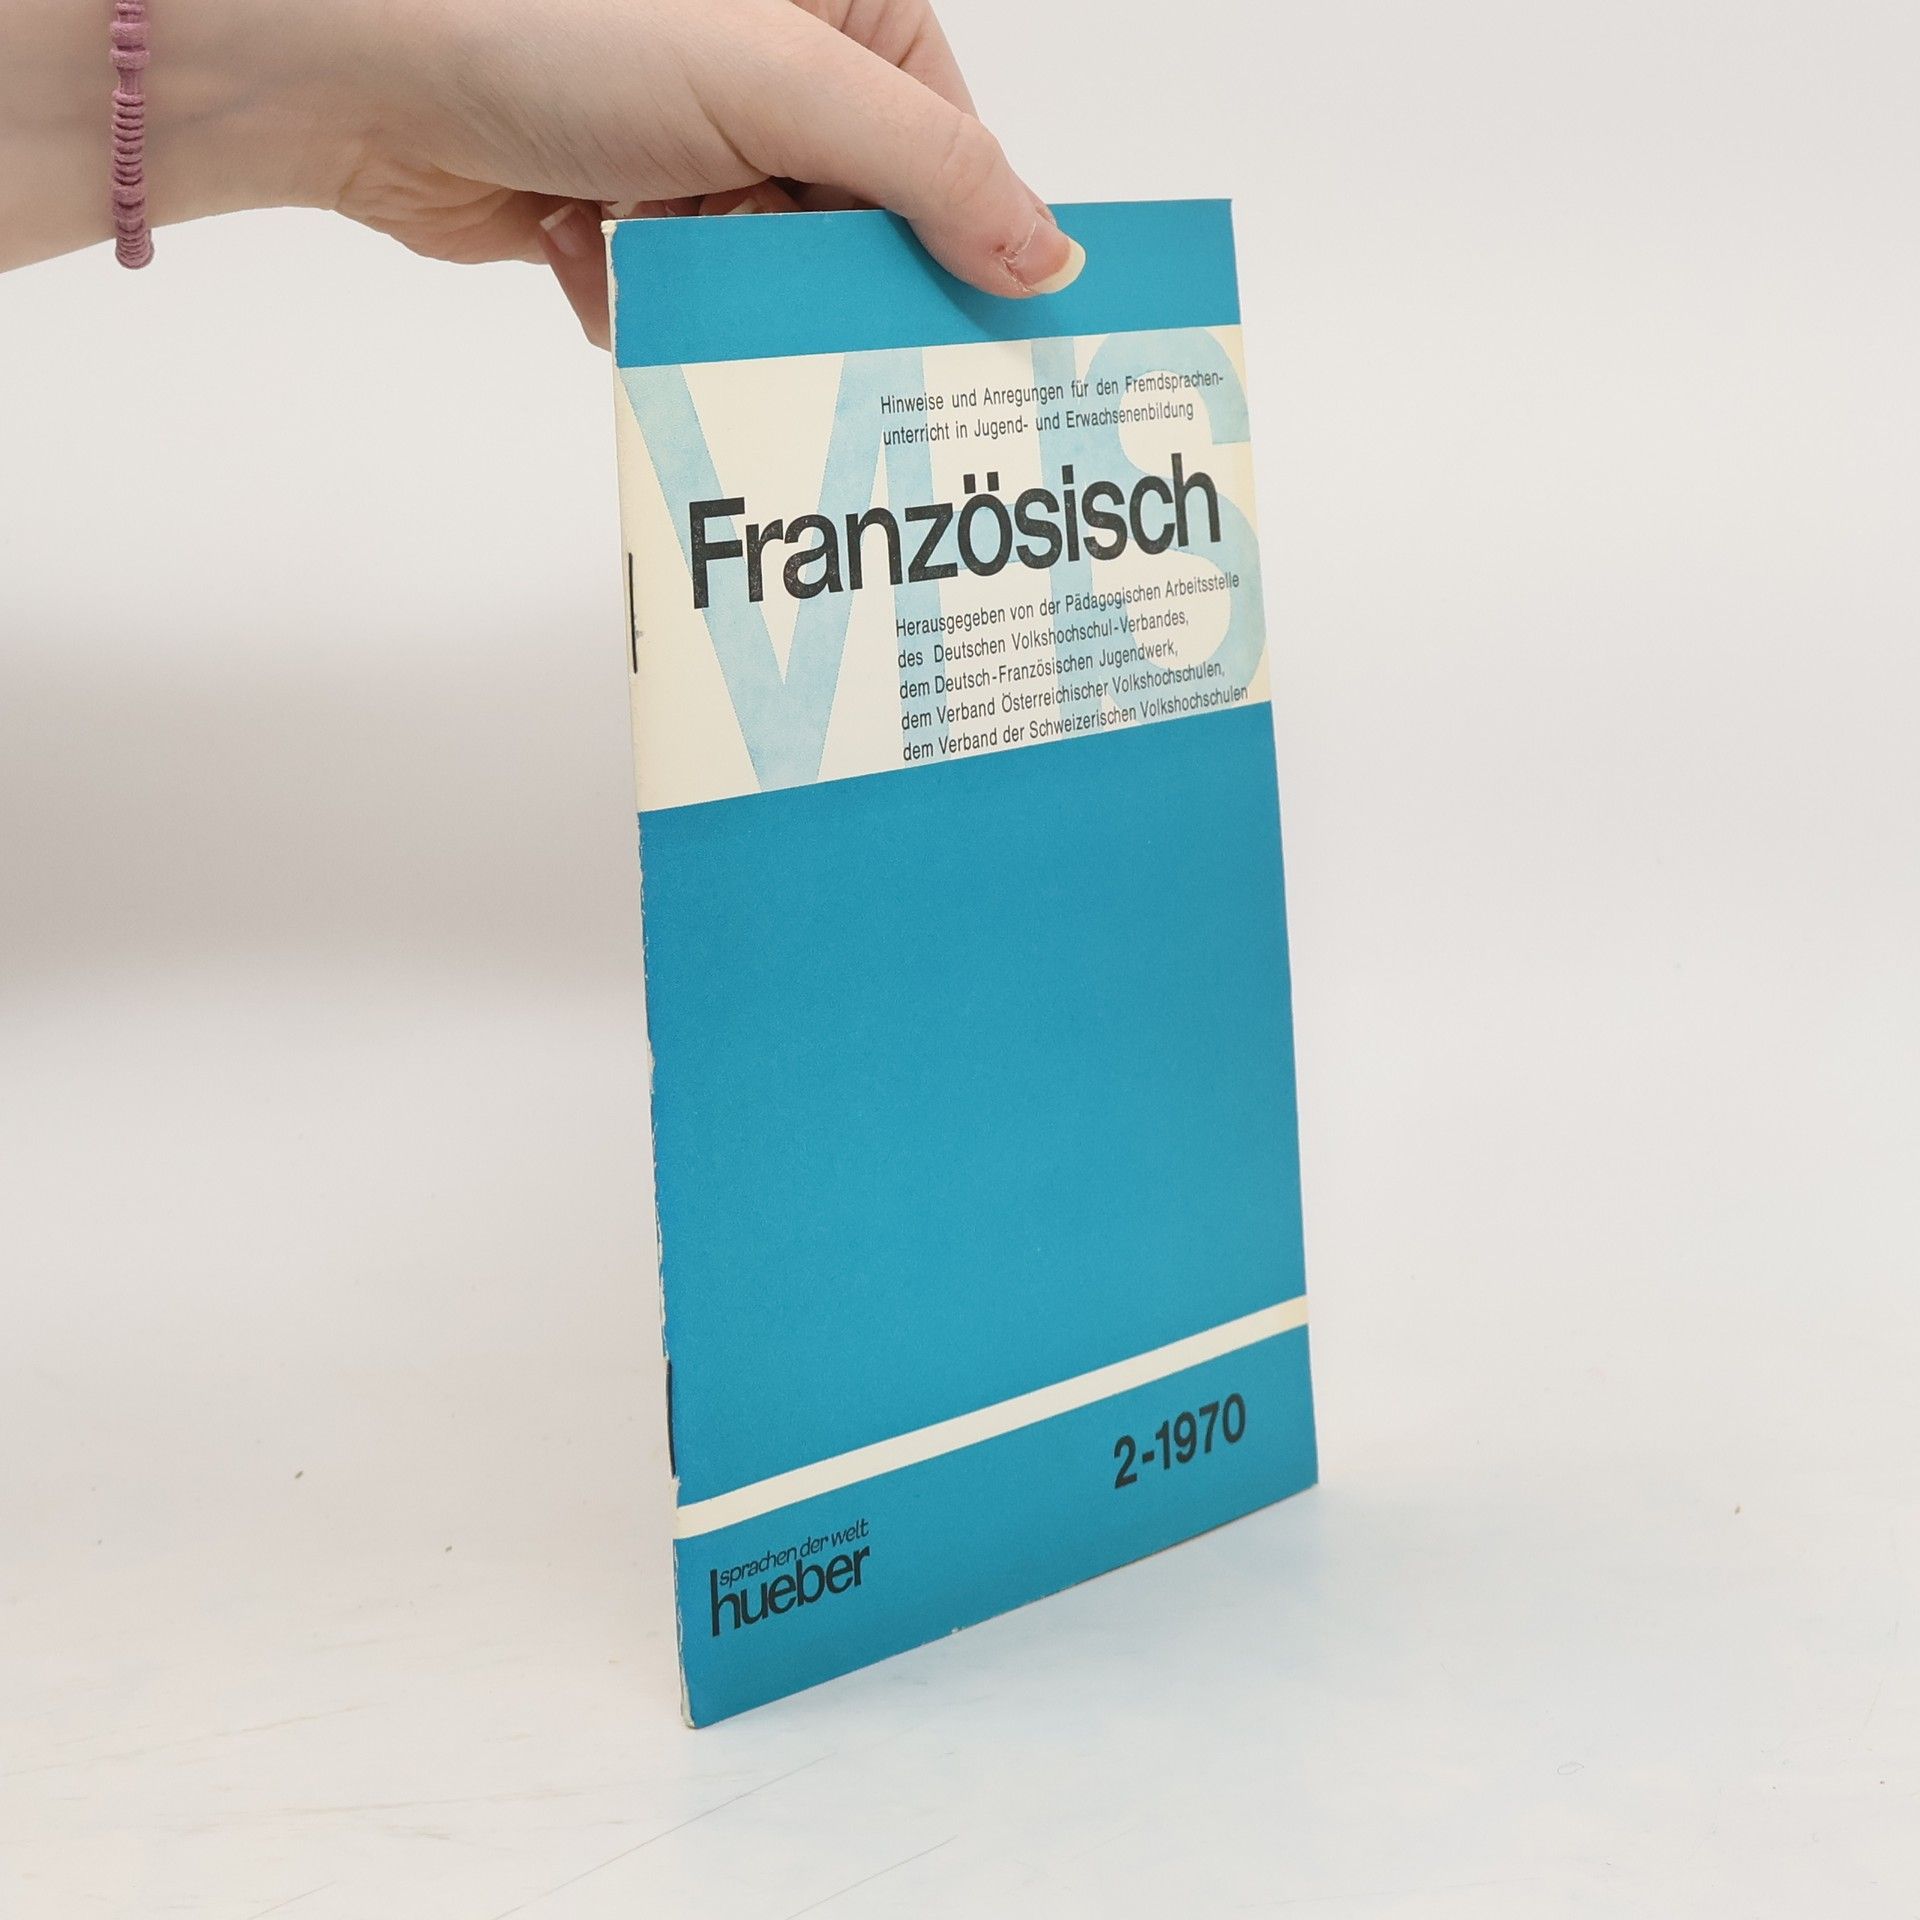 VHS
Hinweise und Anregungen für den Fremdsprachen-
unterricht in Jugend- und Erwachsenenbildung
Französisch
Herausgegeben von der Pädagogischen Arbeitsstelle
des Deutschen Volkshochschul-Verbandes,
dem Deutsch-Französischen Jugendwerk,
dem Verband Österreichischer Volkshochschulen,
dem Verband der Schweizerischen Volkshochschulen
2-1970
sprachen der welt
hueber